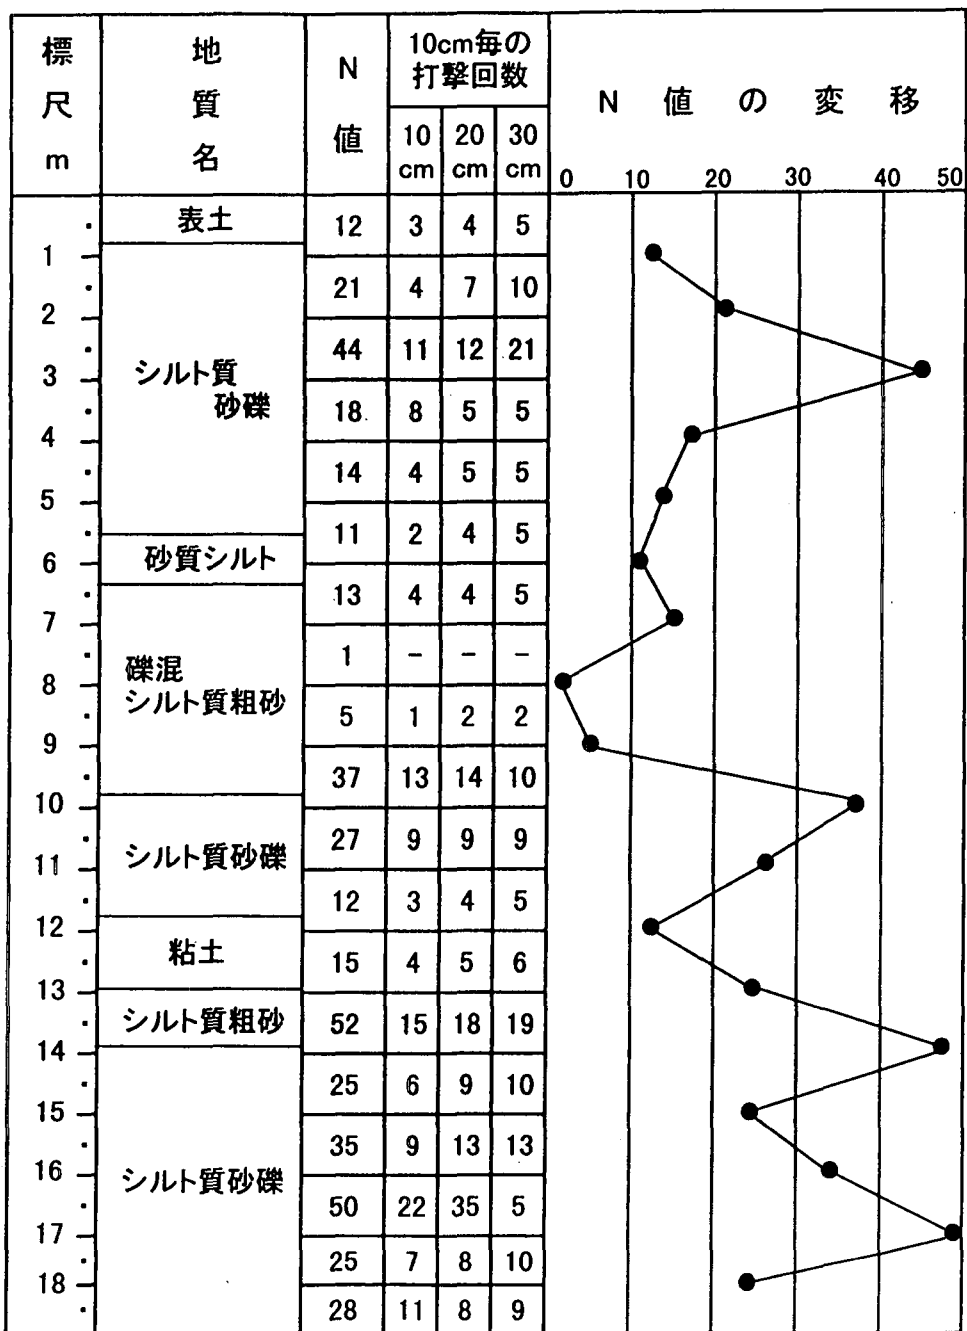 標尺m
地質名
N値
10cm毎の
打撃回数
10cm
20cm
30cm
N値の変移
0 10 20 30 40 50
表土
12 3 4 5
1
21 4 7 10
2
44 11 12 21
3
シルト質
砂礫
18 8 5 5
4
14 4 5 5
5
11 2 4 5
砂質シルト
6
13 4 4 5
7
1 - - -
礫混
シルト質粗砂
8
5 1 2 2
9
37 13 14 10
10
27 9 9 9
シルト質砂礫
11
12 3 4 5
12
粘土
15 4 5 6
13
シルト質粗砂
52 15 18 19
14
25 6 9 10
15
35 9 13 13
16
シルト質砂礫
50 22 35 5
17
25 7 8 10
18
28 11 8 9